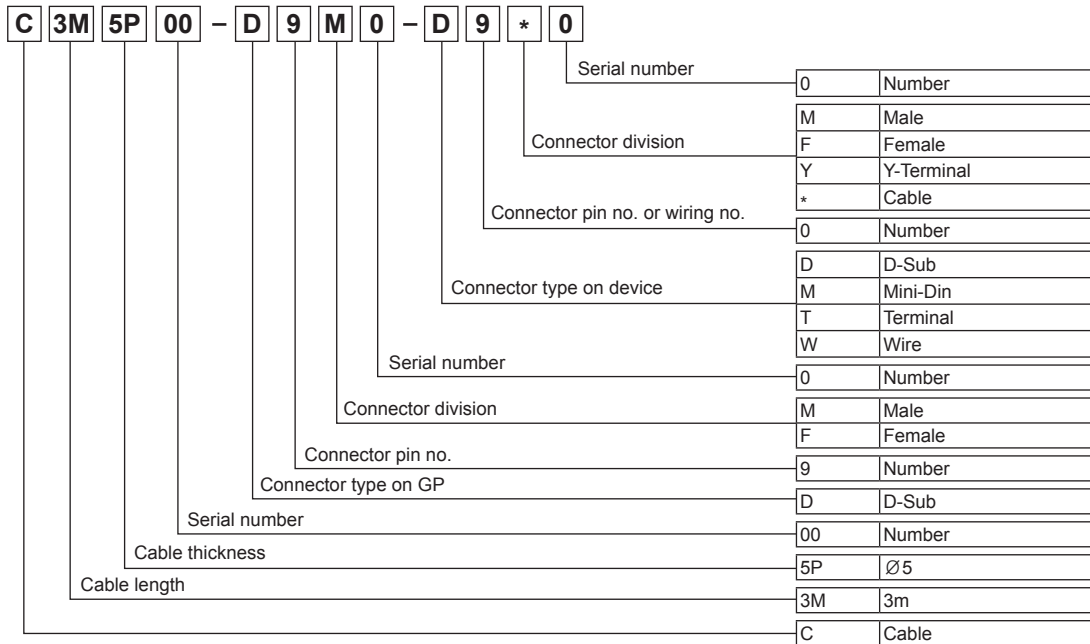 C 3M 5P 00 – D 9 M 0 – D 9 * 0
Serial number
0 Number
Connector division
M Male
F Female
Y Y-Terminal
* Cable
Connector pin no. or wiring no.
0 Number
Connector type on device
D D-Sub
M Mini-Din
T Terminal
W Wire
Serial number
0 Number
Connector division
M Male
F Female
Connector pin no.
9 Number
Connector type on GP
D D-Sub
Serial number
00 Number
Cable thickness
5P Ø5
Cable length
3M 3m
C Cable